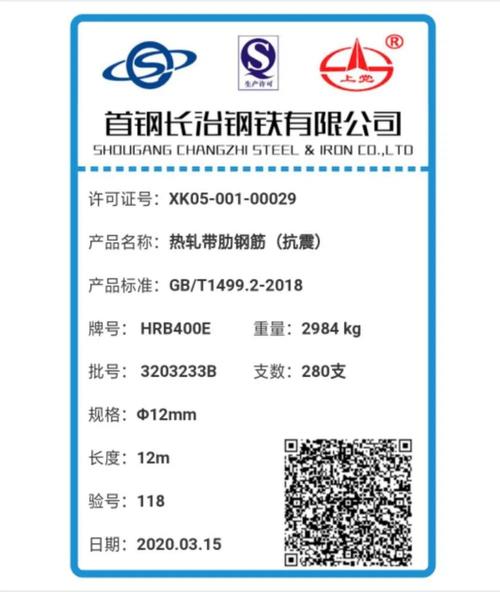 生产许可
上党
®
首钢长治钢铁有限公司
SHOUGANG CHANGZHI STEEL & IRON CO.,LTD
许可证号：XK05-001-00029
产品名称：热轧带肋钢筋（抗震）
产品标准：GB/T1499.2-2018
牌号：HRB400E 重量：2984 kg
批号：3203233B 支数：280支
规格：Φ12mm
长度：12m
验号：118
日期：2020.03.15